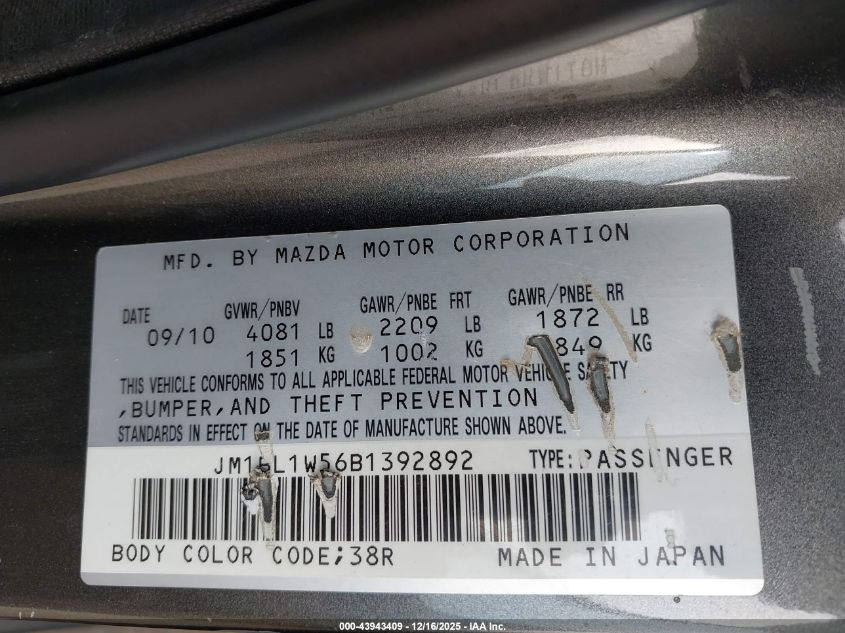 MFD. BY MAZDA MOTOR CORPORATION
DATE GVWR/PNBV GAWR/PNBE FRT GAWR/PNBE RR
09/10 4081 LB 2209 LB 1872 LB
1851 KG 1002 KG 849 KG
THIS VEHICLE CONFORMS TO ALL APPLICABLE FEDERAL MOTOR VEHICLE SAFETY
,BUMPER,AND THEFT PREVENTION
STANDARDS IN EFFECT ON THE DATE OF MANUFACTURE SHOWN ABOVE.
JM1BL1W56B1392892 TYPE:PASSENGER
BODY COLOR CODE;38R MADE IN JAPAN
000-43943409 - 12/16/2025 - IAA Inc.